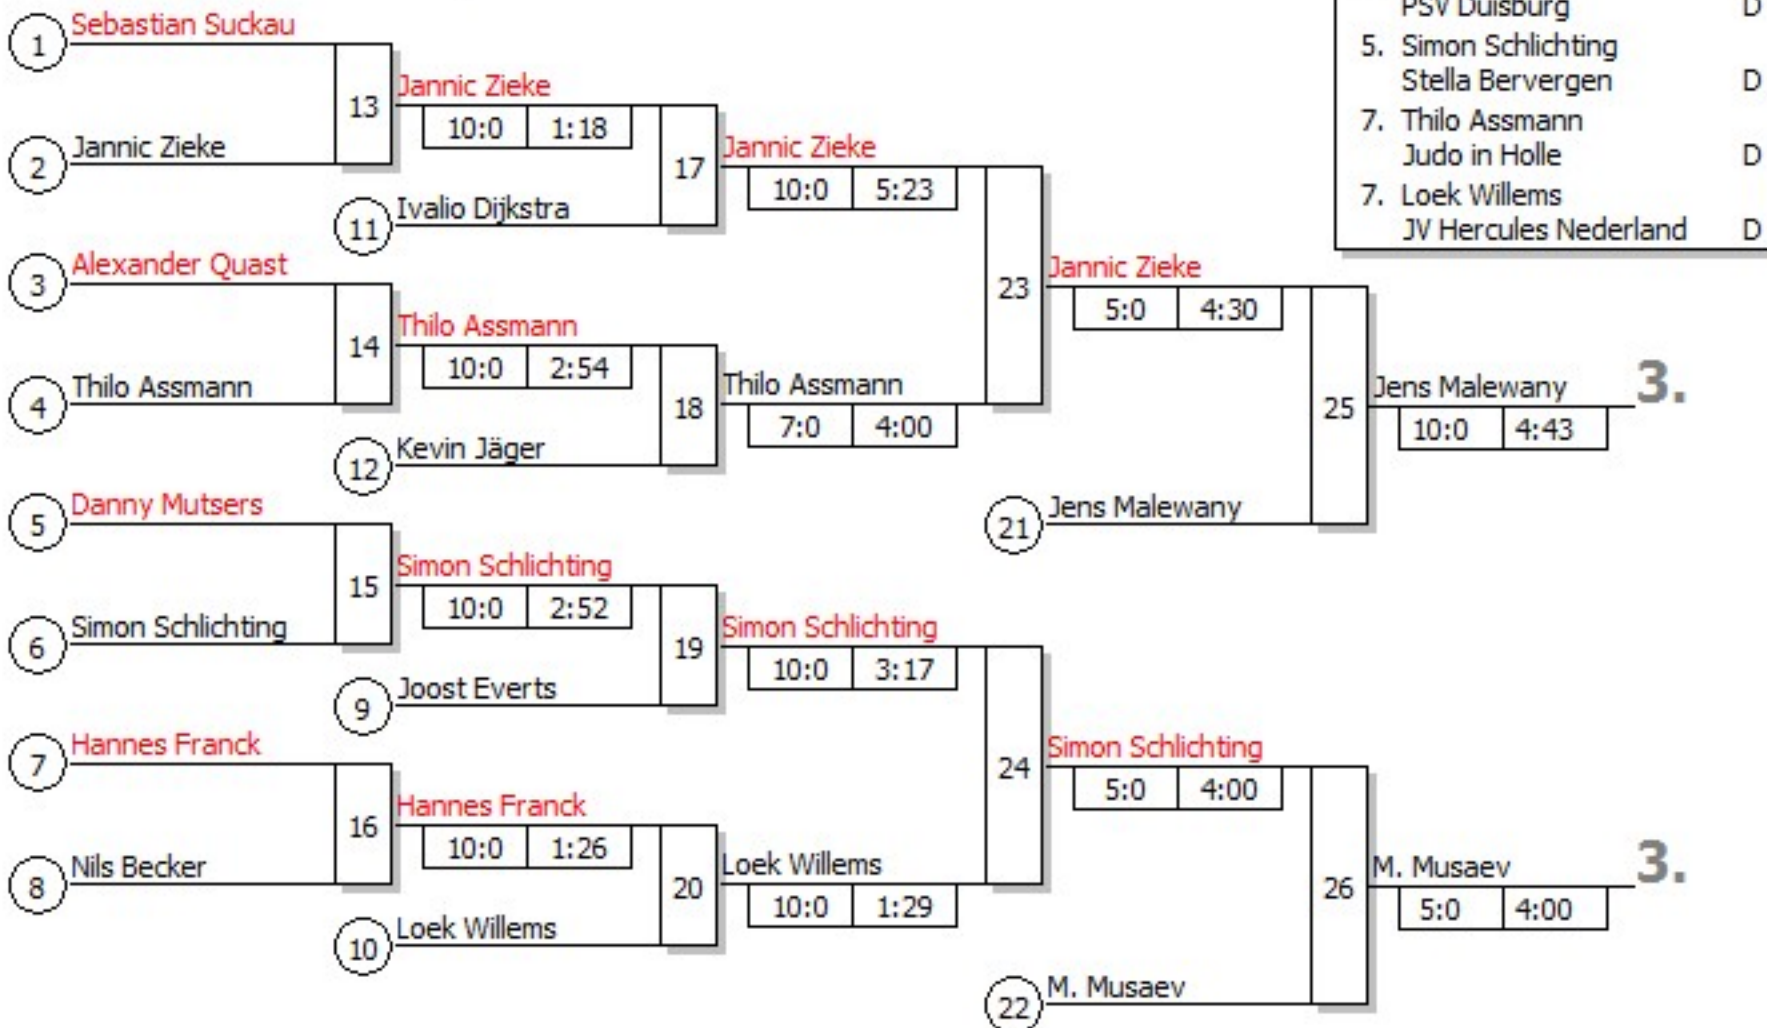 PSV Duisburg D
5. Simon Schlichting
Stella Bervergen D
7. Thilo Assmann
Judo in Holle D
7. Loek Willems
JV Hercules Nederland D
1 Sebastian Suckau
13 Jannic Zieke
10:0 1:18
2 Jannic Zieke
17 Jannic Zieke
10:0 5:23
11 Ivalio Dijkstra
3 Alexander Quast
23 Jannic Zieke
5:0 4:30
14 Thilo Assmann
10:0 2:54
4 Thilo Assmann
18 Thilo Assmann
7:0 4:00
25 Jens Malewany 3.
10:0 4:43
12 Kevin Jäger
5 Danny Mutsers
21 Jens Malewany
15 Simon Schlichting
10:0 2:52
6 Simon Schlichting
19 Simon Schlichting
10:0 3:17
9 Joost Everts
7 Hannes Franck
24 Simon Schlichting
5:0 4:00
16 Hannes Franck
10:0 1:26
8 Nils Becker
20 Loek Willems
10:0 1:29
26 M. Musaev 3.
5:0 4:00
10 Loek Willems
22 M. Musaev